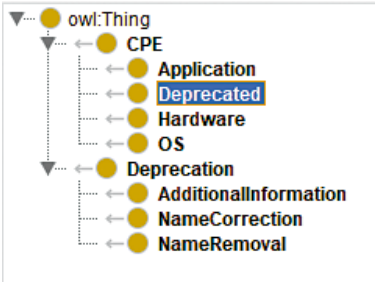 owl:Thing
CPE
Application
Deprecated
Hardware
OS
Deprecation
AdditionalInformation
NameCorrection
NameRemoval